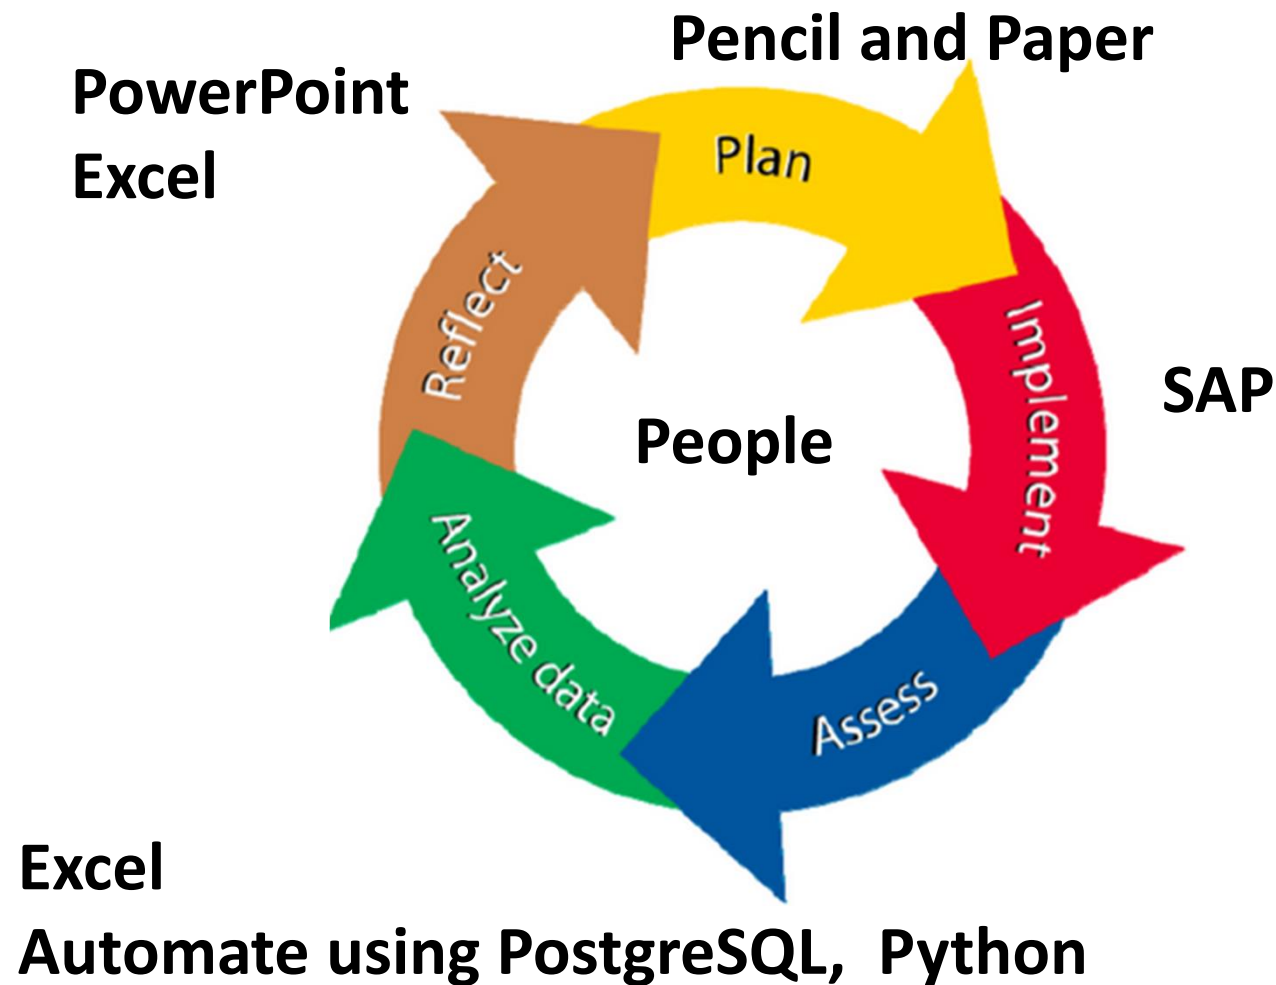 Pencil and Paper
PowerPoint
Excel
Plan
Implement
SAP
Reflect
People
Analyze data
Assess
Excel
Automate using PostgreSQL, Python